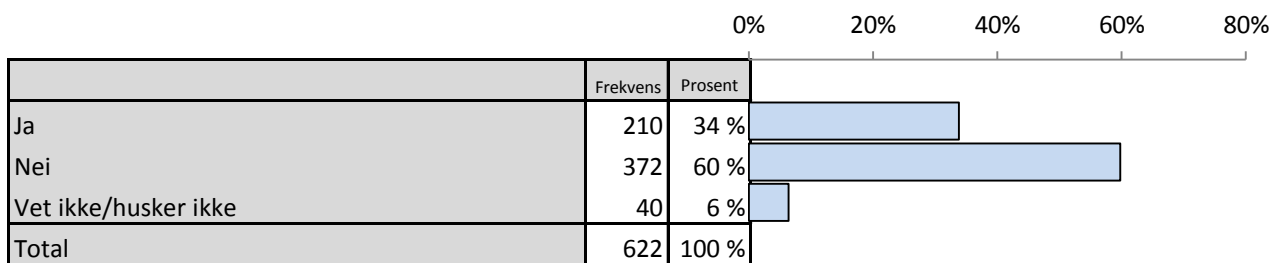 0% 20% 40% 60% 80%
Frekvens Prosent
Ja 210 34 %
Nei 372 60 %
Vet ikke/husker ikke 40 6 %
Total 622 100 %